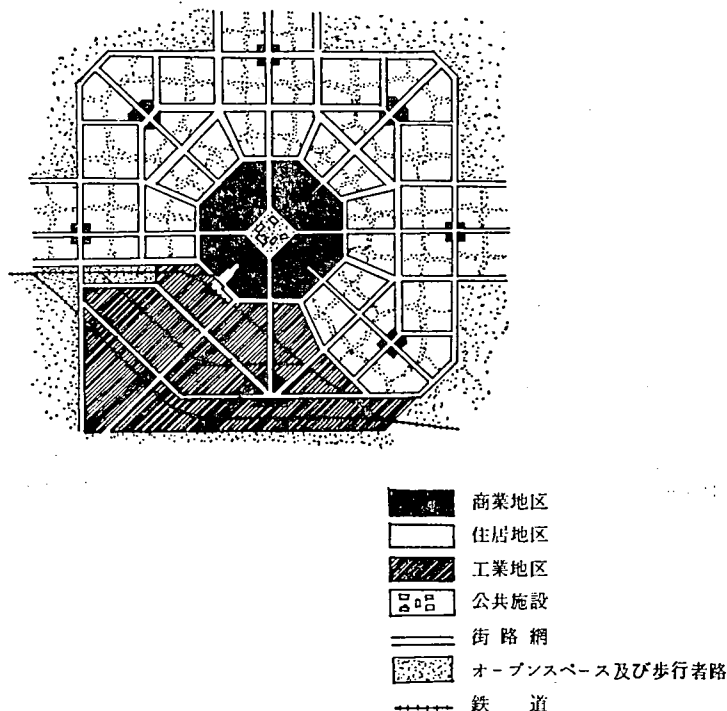 商業地区
住居地区
工業地区
公共施設
街路網
オープンスペース及び歩行者路
鉄道